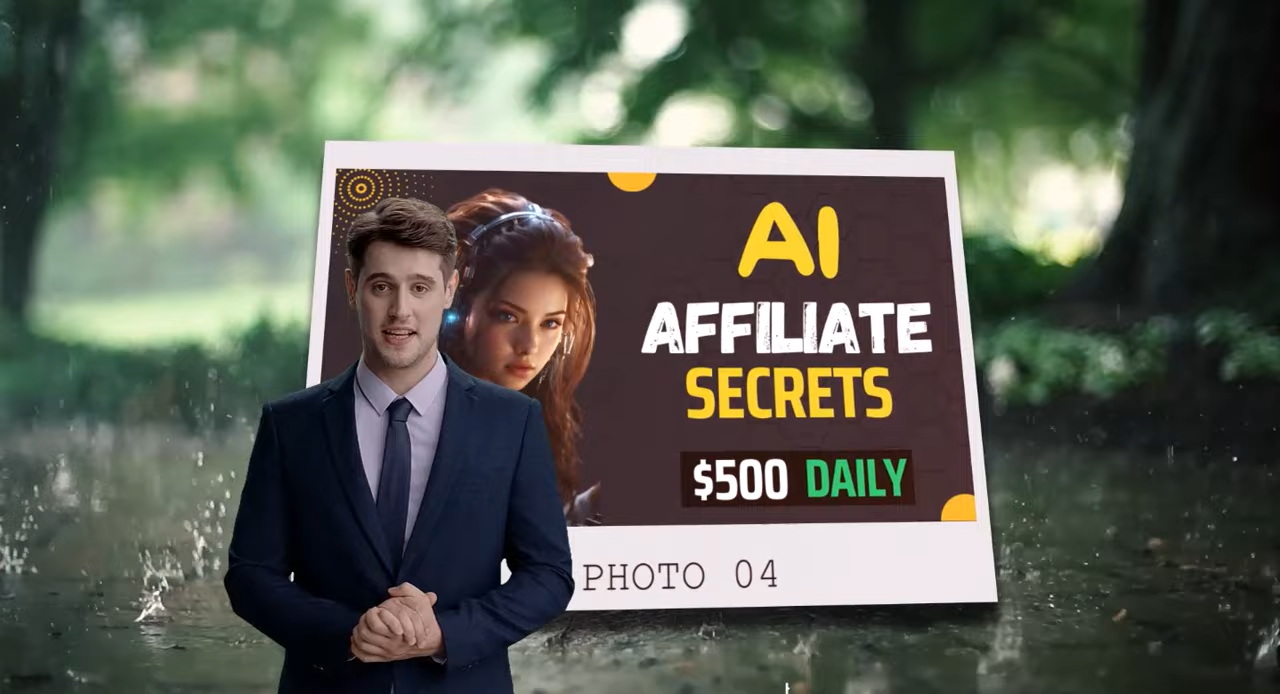 AI
AFFILIATE
SECRETS
$500 DAILY
PHOTO 04